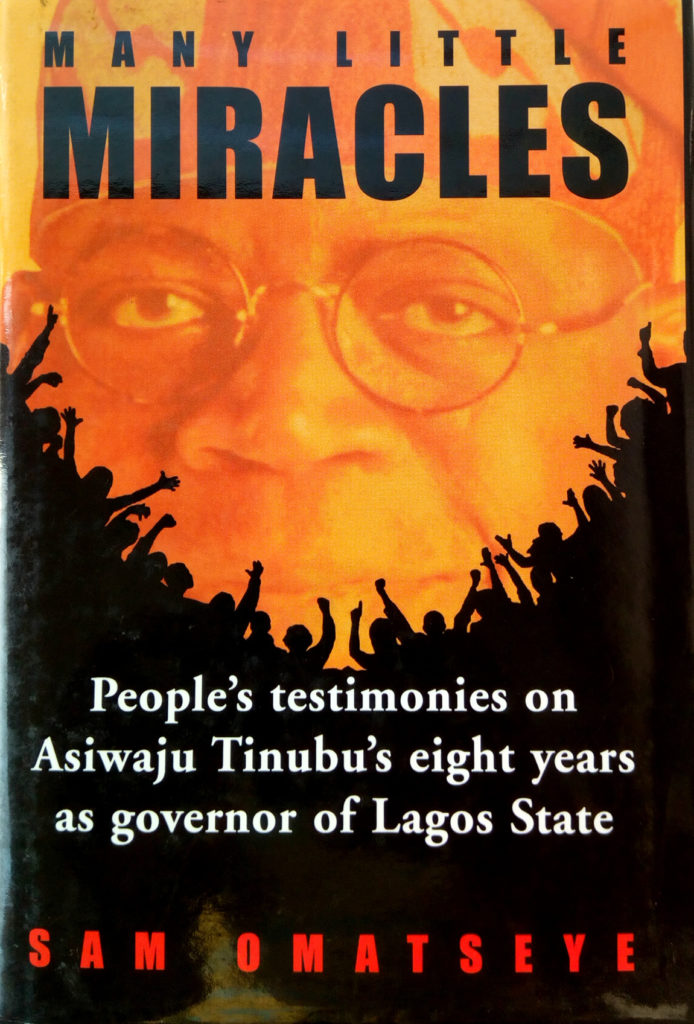 MANY LITTLE
MIRACLES
People's testimonies on
Asiwaju Tinubu's eight years
as governor of Lagos State
SAM OMATSEYE